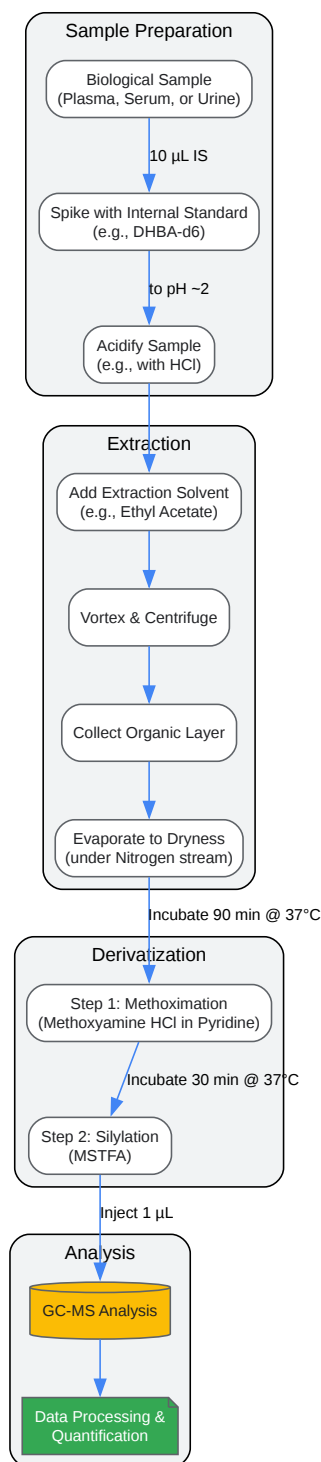 Sample Preparation
Biological Sample
(Plasma, Serum, or Urine)
10 µL IS
Spike with Internal Standard
(e.g., DHBA-d6)
to pH ~2
Acidify Sample
(e.g., with HCl)
Extraction
Add Extraction Solvent
(e.g., Ethyl Acetate)
Vortex & Centrifuge
Collect Organic Layer
Evaporate to Dryness
(under Nitrogen stream)
Incubate 90 min @ 37°C
Derivatization
Step 1: Methoximation
(Methoxyamine HCl in Pyridine)
Incubate 30 min @ 37°C
Step 2: Silylation
(MSTFA)
Inject 1 µL
Analysis
GC-MS Analysis
Data Processing &
Quantification